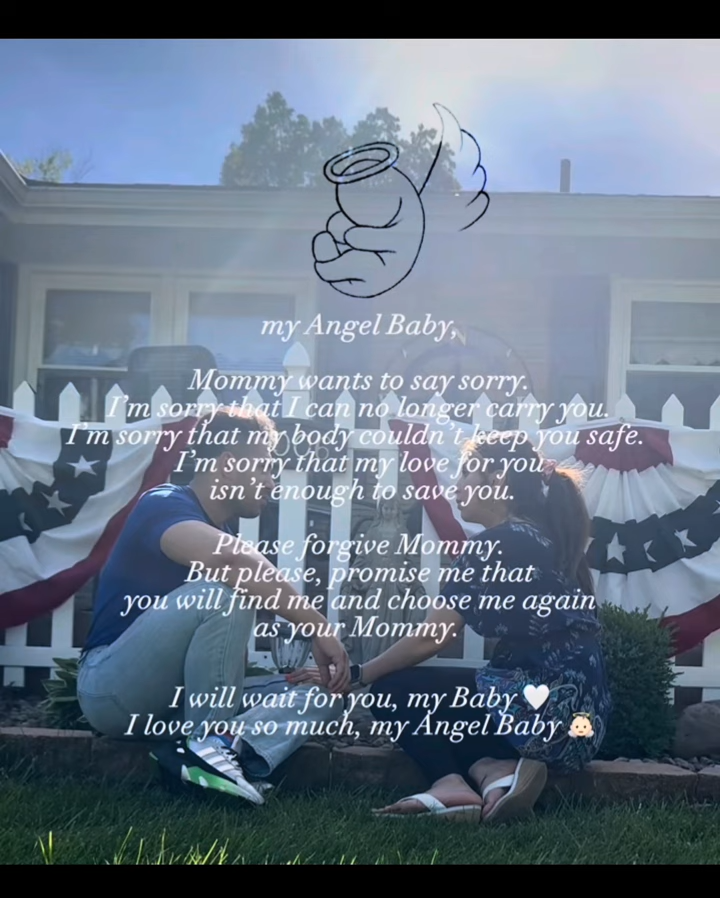 my Angel Baby,
Mommy wants to say sorry.
I'm sorry that I can no longer carry you.
I'm sorry that my body couldn't keep you safe.
I'm sorry that my love for you
isn't enough to save you.
Please forgive Mommy.
But please, promise me that
you will find me and choose me again
as your Mommy.
I will wait for you, my Baby 🤍
I love you so much, my Angel Baby 👼🏻